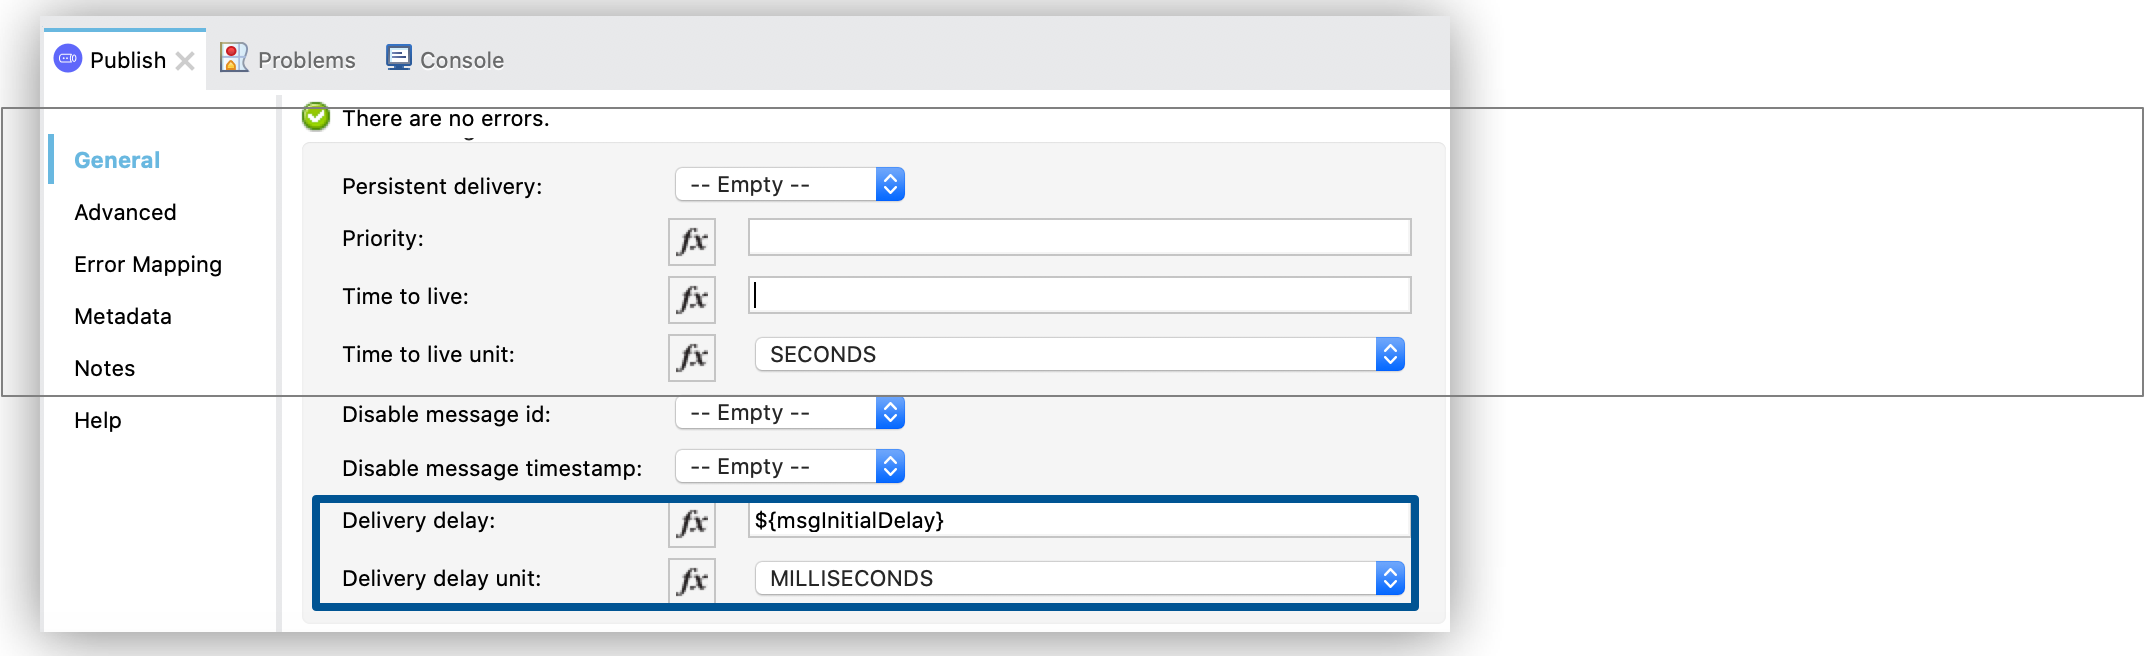 Publish
Problems
Console
There are no errors.
General
Advanced
Error Mapping
Metadata
Notes
Help
Persistent delivery: -- Empty --
Priority: fx
Time to live: fx
Time to live unit: fx SECONDS
Disable message id: -- Empty --
Disable message timestamp: -- Empty --
Delivery delay: fx ${msgInitialDelay}
Delivery delay unit: fx MILLISECONDS